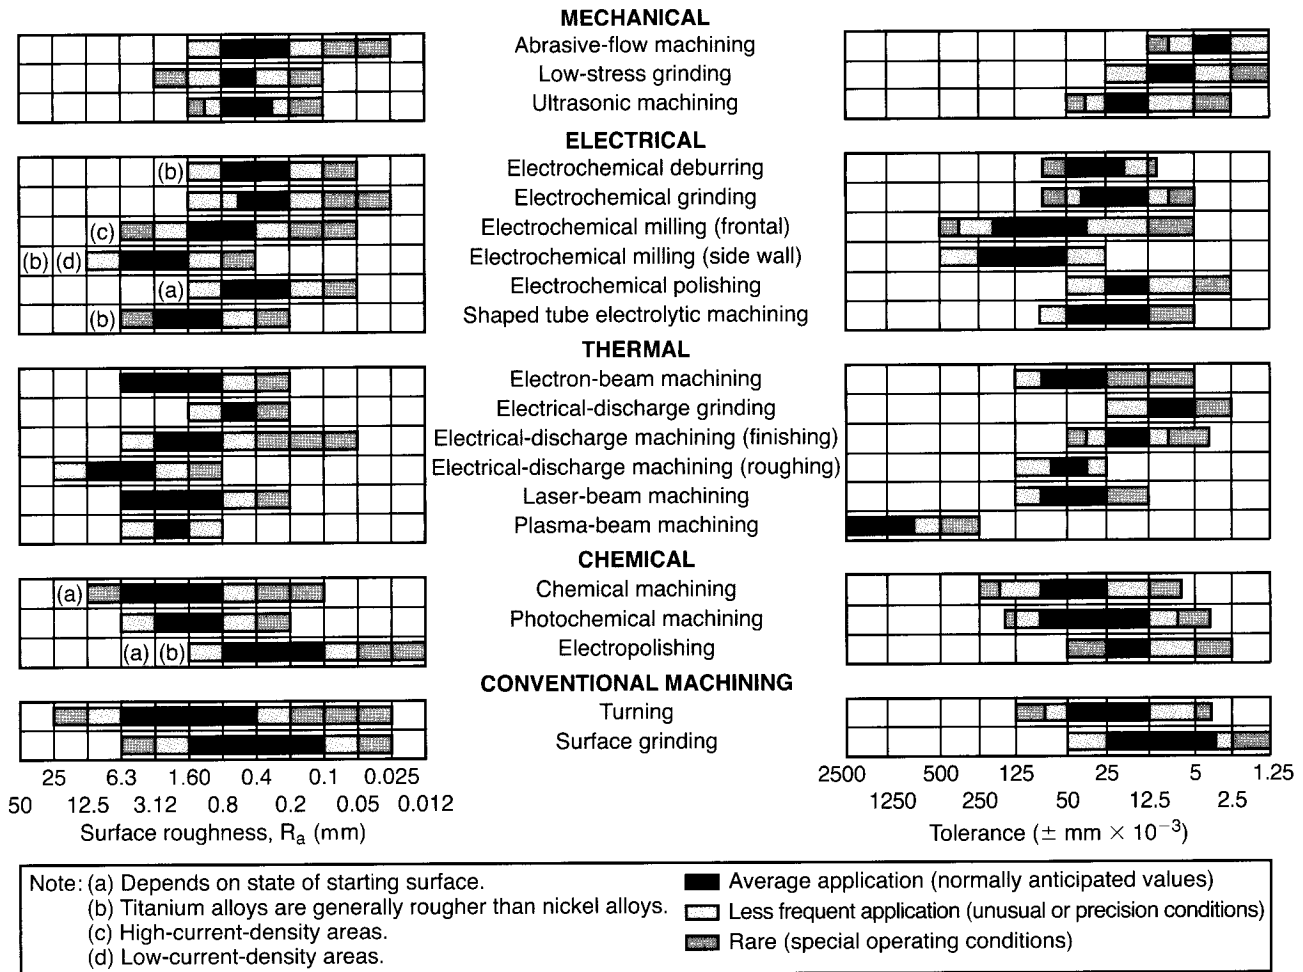 MECHANICAL
Abrasive-flow machining
Low-stress grinding
Ultrasonic machining
ELECTRICAL
(b) Electrochemical deburring
Electrochemical grinding
(c) Electrochemical milling (frontal)
(b) (d) Electrochemical milling (side wall)
(a) Electrochemical polishing
(b) Shaped tube electrolytic machining
THERMAL
Electron-beam machining
Electrical-discharge grinding
Electrical-discharge machining (finishing)
Electrical-discharge machining (roughing)
Laser-beam machining
Plasma-beam machining
CHEMICAL
(a) Chemical machining
Photochemical machining
(a) (b) Electropolishing
CONVENTIONAL MACHINING
Turning
Surface grinding
25 6.3 1.60 0.4 0.1 0.025
50 12.5 3.12 0.8 0.2 0.05 0.012
Surface roughness, Ra (mm)
2500 500 125 25 5 1.25
1250 250 50 12.5 2.5
Tolerance (± mm × 10⁻³)
Note: (a) Depends on state of starting surface.
(b) Titanium alloys are generally rougher than nickel alloys.
(c) High-current-density areas.
(d) Low-current-density areas.
Average application (normally anticipated values)
Less frequent application (unusual or precision conditions)
Rare (special operating conditions)